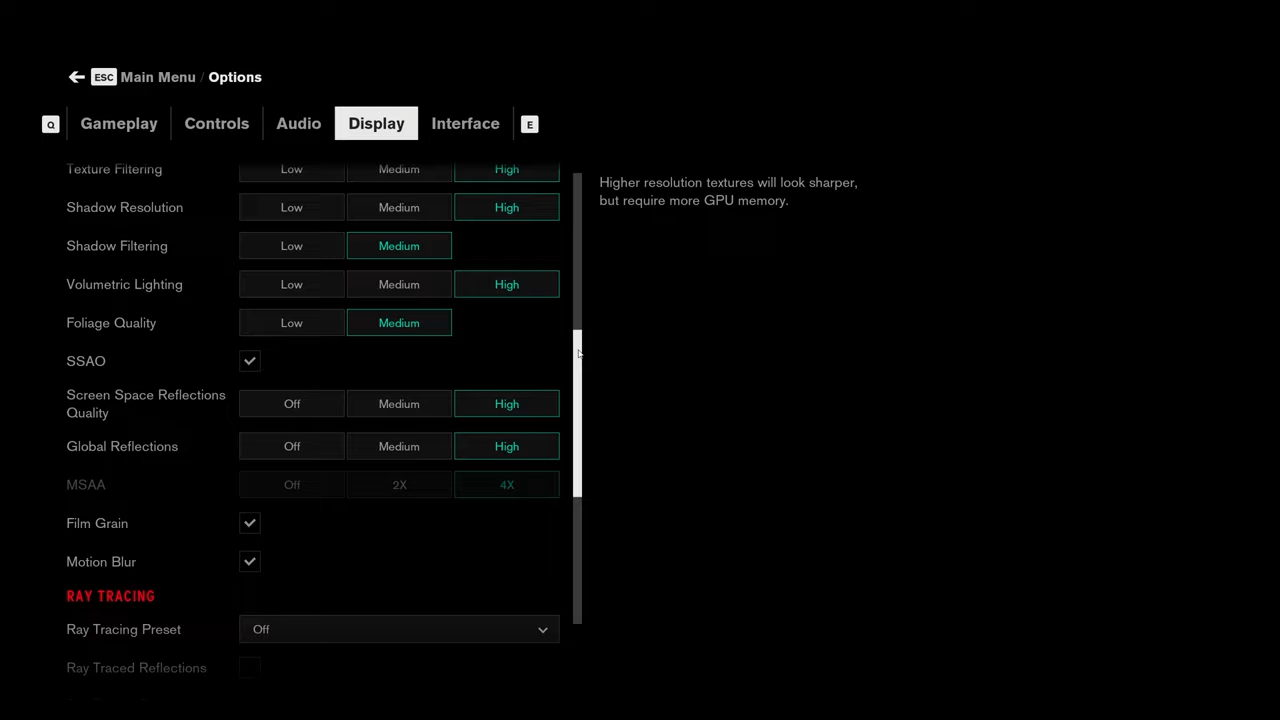 ESC Main Menu / Options
Q Gameplay Controls Audio Display Interface E
Texture Filtering Low Medium High
Higher resolution textures will look sharper,
but require more GPU memory.
Shadow Resolution Low Medium High
Shadow Filtering Low Medium
Volumetric Lighting Low Medium High
Foliage Quality Low Medium
SSAO
Screen Space Reflections
Quality Off Medium High
Global Reflections Off Medium High
MSAA Off 2X 4X
Film Grain
Motion Blur
RAY TRACING
Ray Tracing Preset Off
Ray Traced Reflections